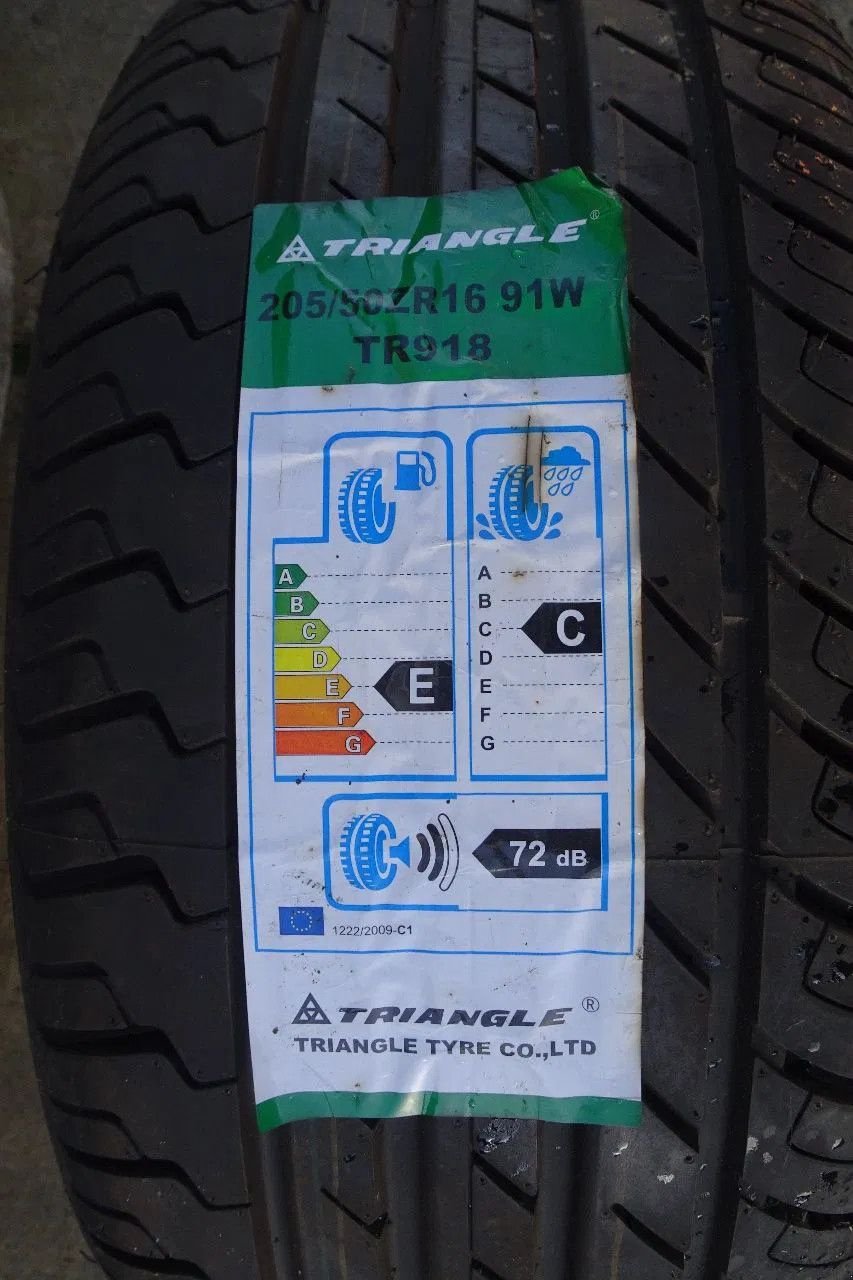 TRIANGLE®
205/50ZR16 91W
TR918
A
B
C
D
E
F
G
E
A
B
C
D
E
F
G
C
72 dB
1222/2009-C1
TRIANGLE®
TRIANGLE TYRE CO.,LTD